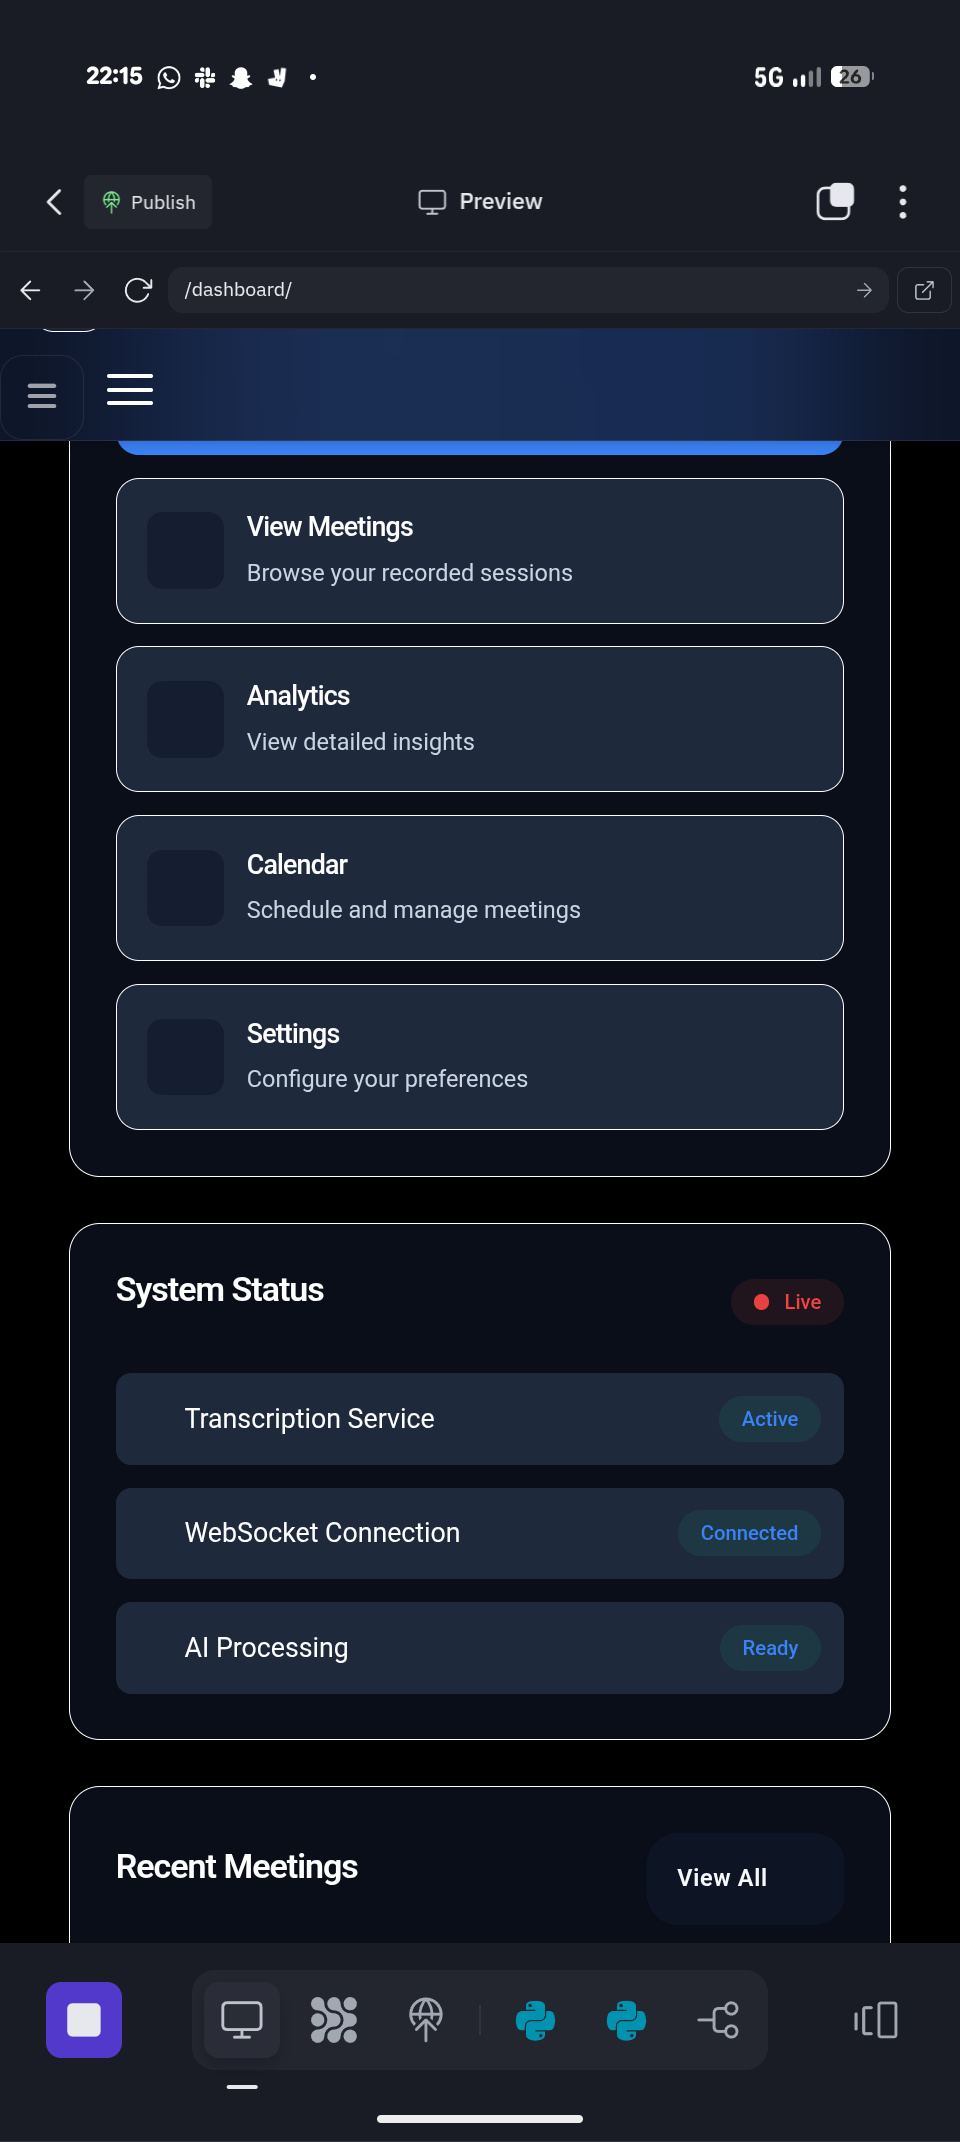 22:15
5G
26
Publish
Preview
/dashboard/
View Meetings
Browse your recorded sessions
Analytics
View detailed insights
Calendar
Schedule and manage meetings
Settings
Configure your preferences
System Status
Live
Transcription Service
Active
WebSocket Connection
Connected
AI Processing
Ready
Recent Meetings
View All